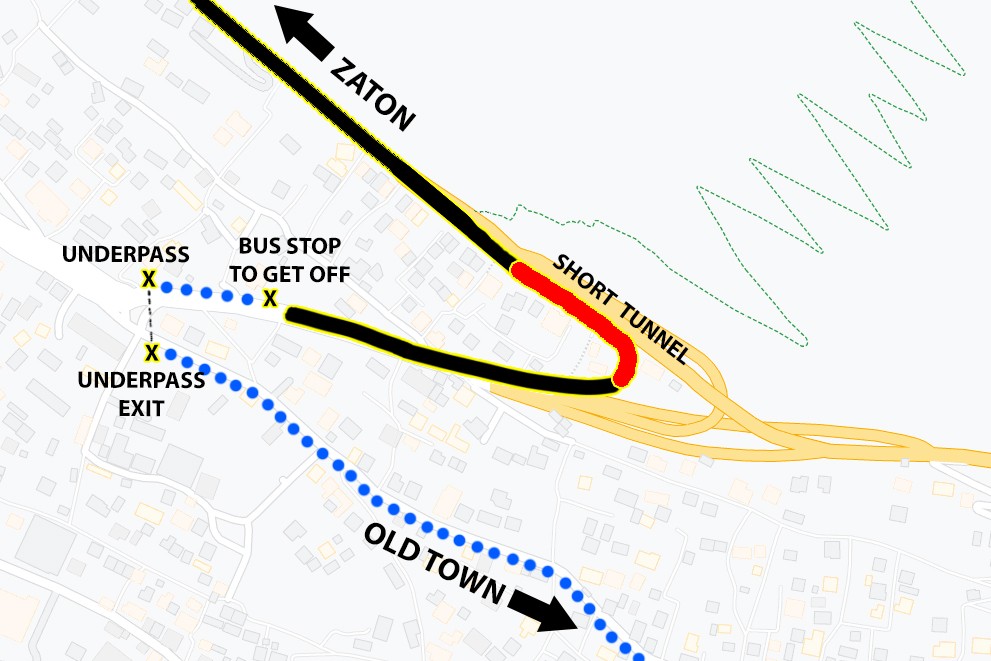 ZATON
UNDERPASS
X
BUS STOP
TO GET OFF
X
SHORT TUNNEL
X
UNDERPASS
EXIT
OLD TOWN